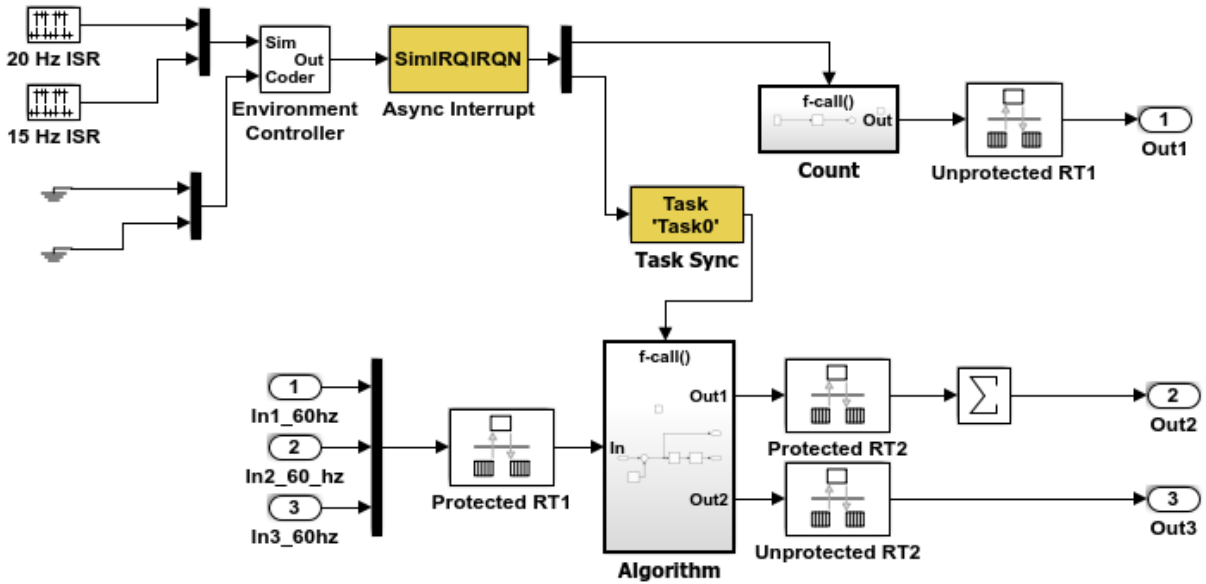 20 Hz ISR
15 Hz ISR
Sim
Out
Coder
Environment
Controller
SimIRQIRQN
Async Interrupt
f-call()
Out
Count
Unprotected RT1
1
Out1
Task
'Task0'
Task Sync
1
In1_60hz
2
In2_60_hz
3
In3_60hz
Protected RT1
f-call()
In
Out1
Out2
Algorithm
Protected RT2
Σ
2
Out2
Unprotected RT2
3
Out3